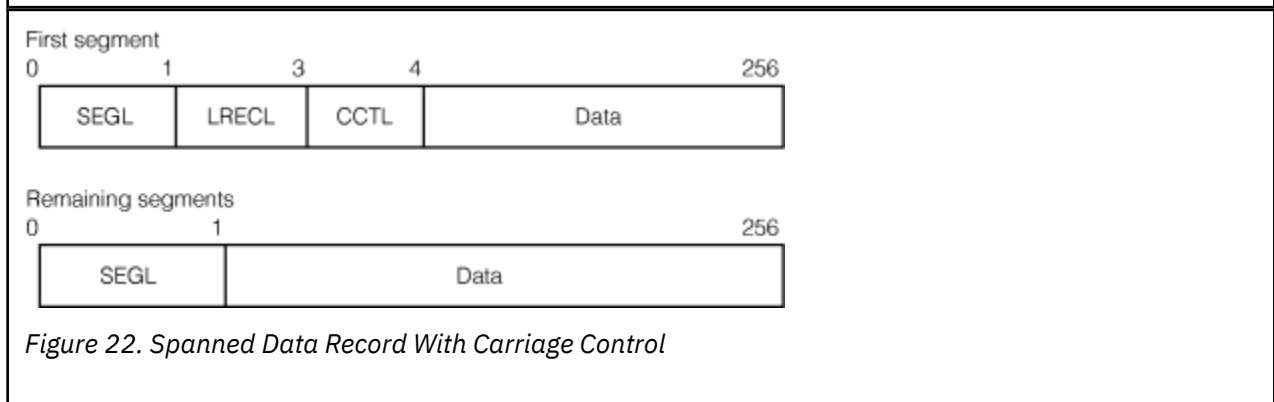 First segment
0 1 3 4 256
SEGL LRECL CCTL Data
Remaining segments
0 1 256
SEGL Data
Figure 22. Spanned Data Record With Carriage Control